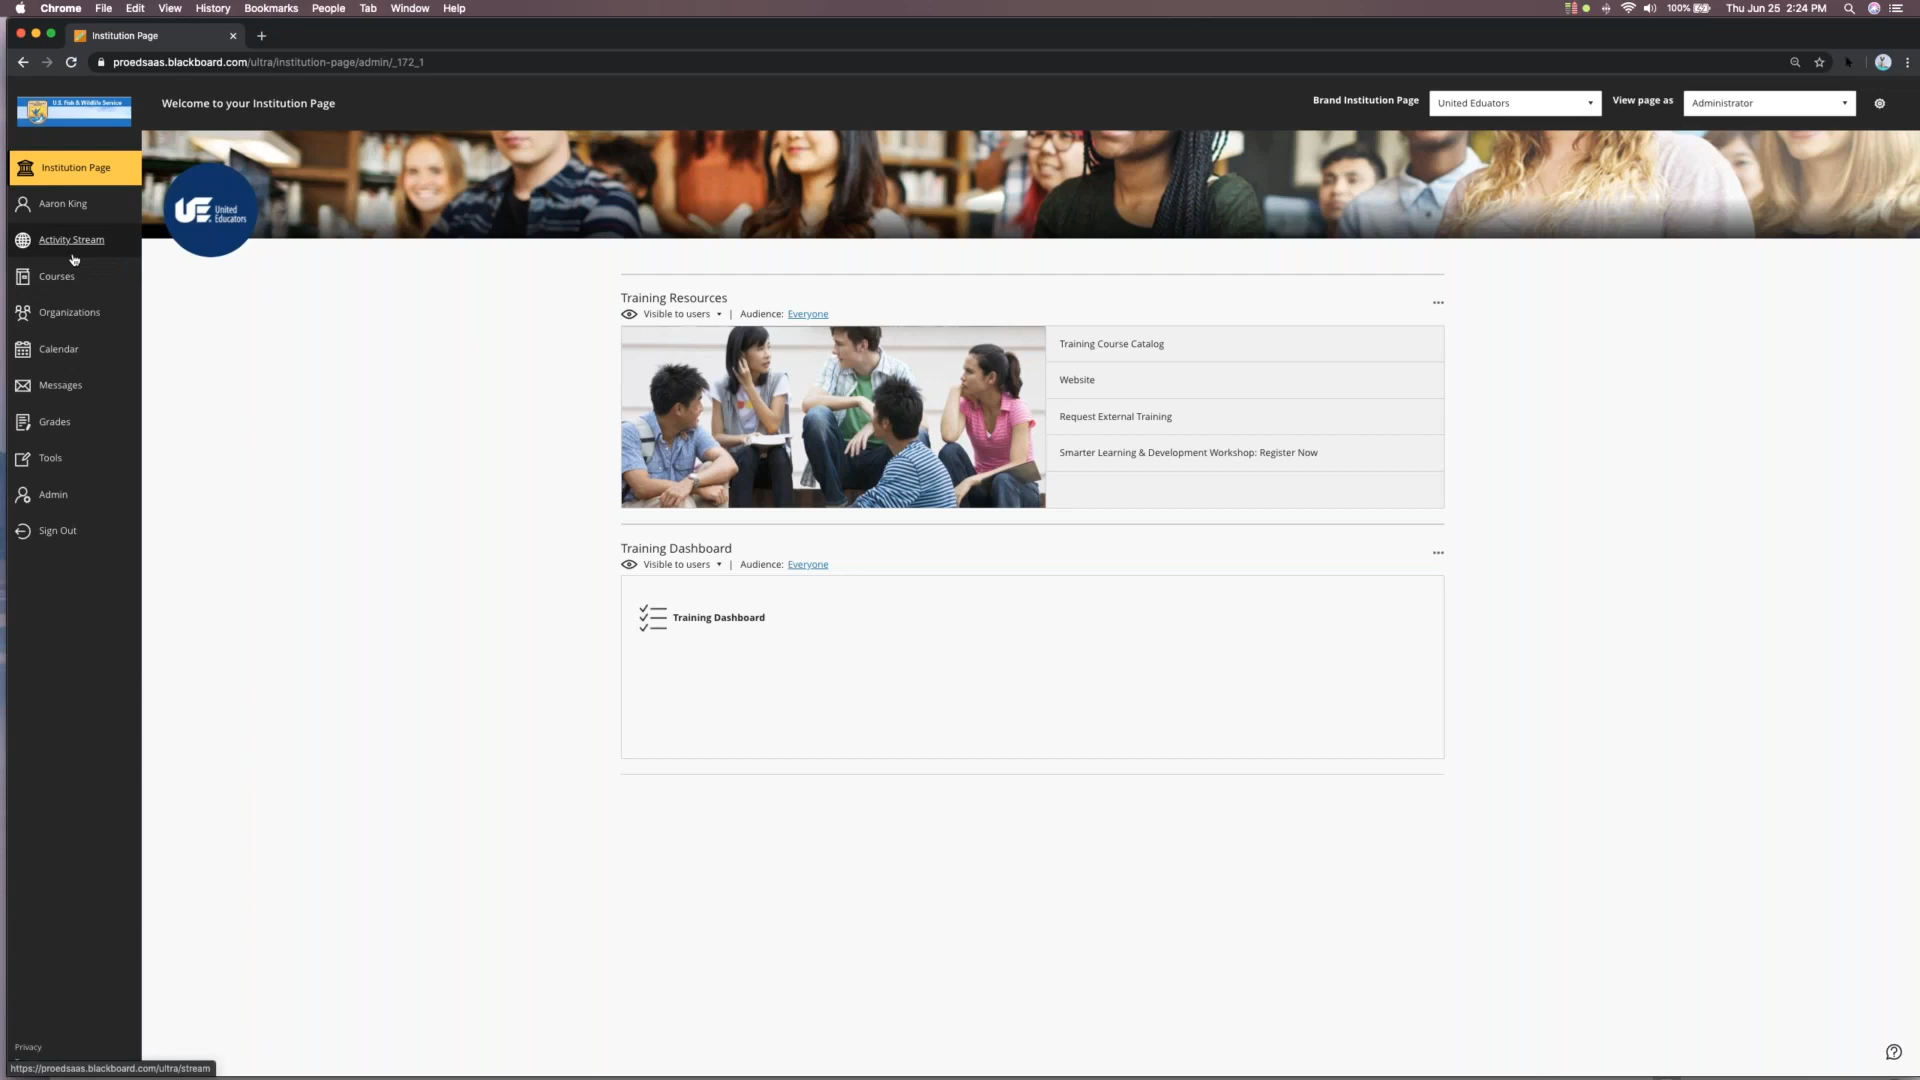 Chrome File Edit View History Bookmarks People Tab Window Help
100% Thu Jun 25 2:24 PM
Institution Page
proedsaas.blackboard.com/ultra/institution-page/admin/_172_1
U.S. Fish & Wildlife Service
Welcome to your Institution Page
Brand Institution Page United Eduators View page as Administrator
Institution Page
Aaron King
Activity Stream
Courses
Organizations
Calendar
Messages
Grades
Tools
Admin
Sign Out
UE United
Educators
Training Resources
Visible to users | Audience: Everyone
Training Course Catalog
Website
Request External Training
Smarter Learning & Development Workshop: Register Now
Training Dashboard
Visible to users | Audience: Everyone
Training Dashboard
Privacy
https://proedsaas.blackboard.com/ultra/stream